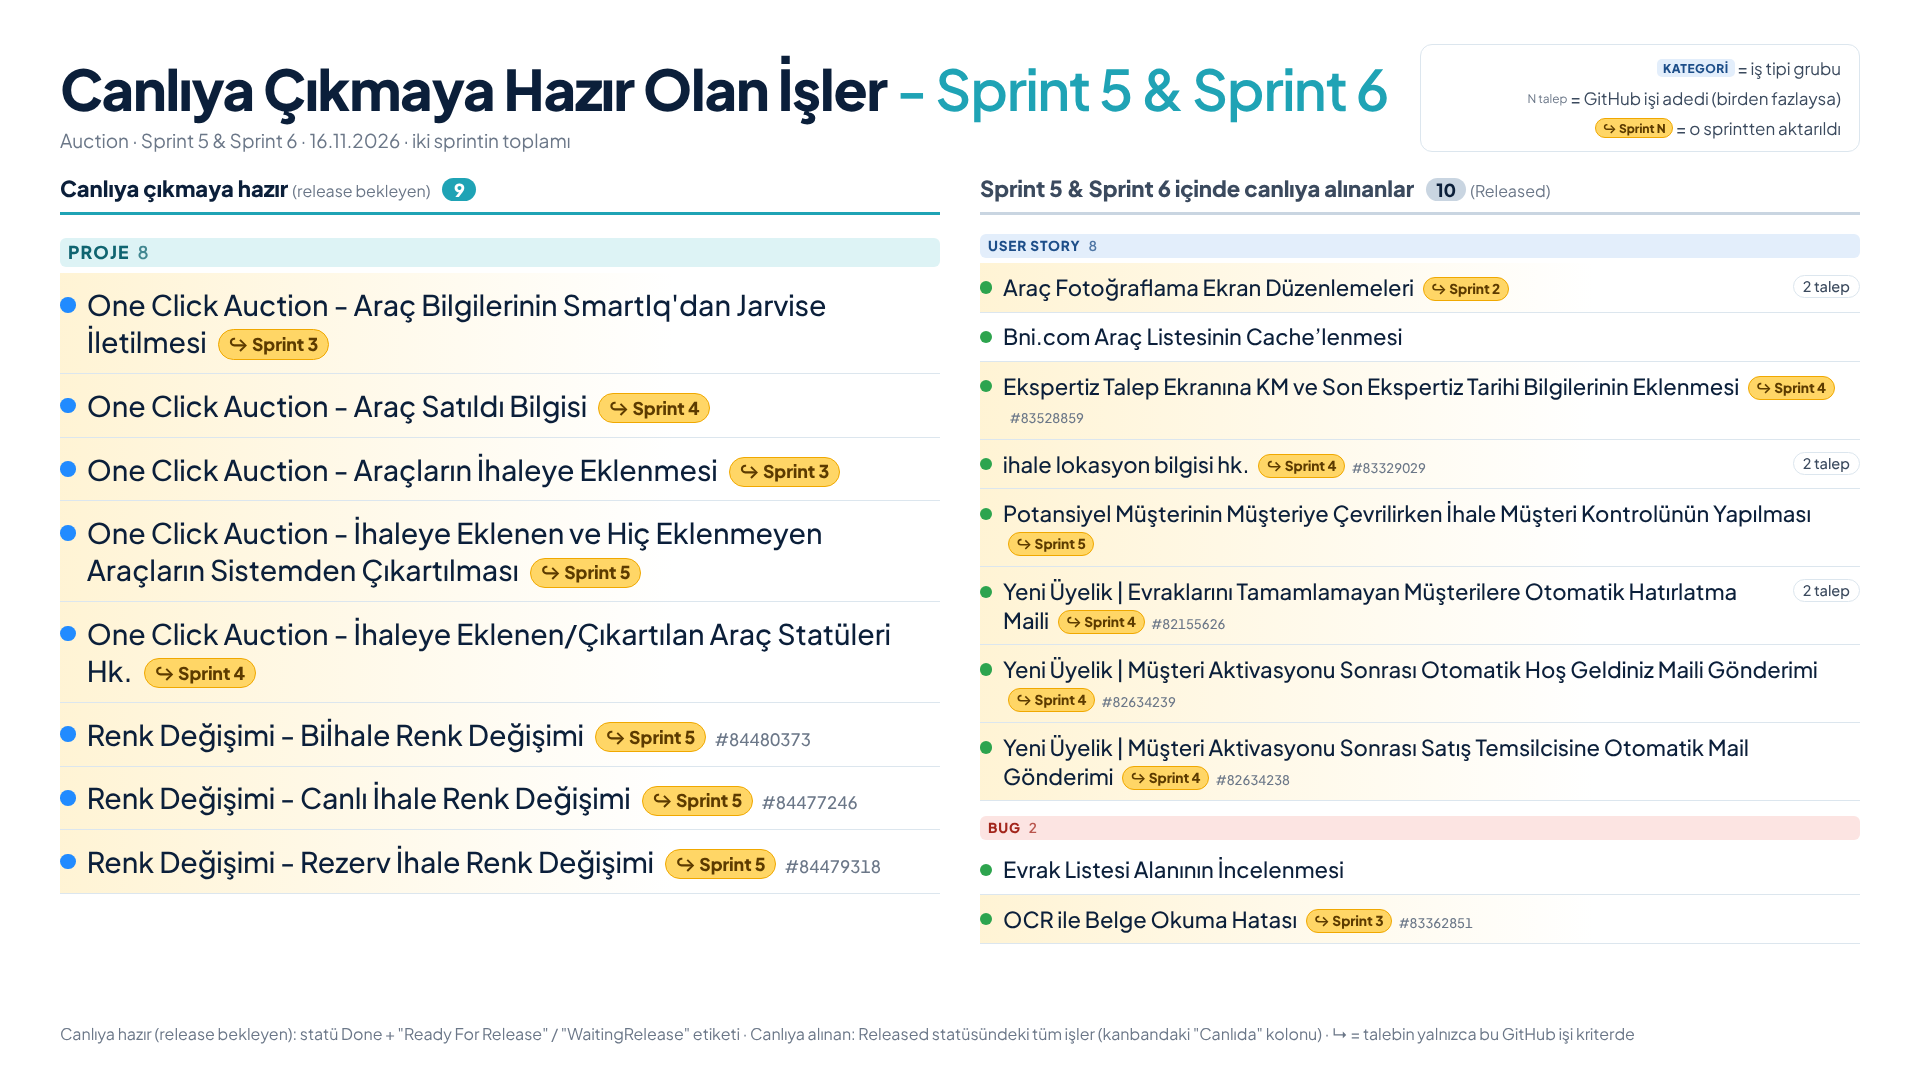 Canlıya Çıkmaya Hazır Olan İşler - Sprint 5 & Sprint 6
Auction · Sprint 5 & Sprint 6 · 16.11.2026 · iki sprintin toplamı
KATEGORİ = iş tipi grubu
N talep = GitHub işi adedi (birden fazlaysa)
↪ Sprint N = o sprintten aktarıldı
Canlıya çıkmaya hazır (release bekleyen) 9
PROJE 8
One Click Auction - Araç Bilgilerinin SmartIq'dan Jarvise
İletilmesi ↪ Sprint 3
One Click Auction - Araç Satıldı Bilgisi ↪ Sprint 4
One Click Auction - Araçların İhaleye Eklenmesi ↪ Sprint 3
One Click Auction - İhaleye Eklenen ve Hiç Eklenmeyen
Araçların Sistemden Çıkartılması ↪ Sprint 5
One Click Auction - İhaleye Eklenen/Çıkartılan Araç Statüleri
Hk. ↪ Sprint 4
Renk Değişimi - Biİhale Renk Değişimi ↪ Sprint 5 #84480373
Renk Değişimi - Canlı İhale Renk Değişimi ↪ Sprint 5 #84477246
Renk Değişimi - Rezerv İhale Renk Değişimi ↪ Sprint 5 #84479318
Sprint 5 & Sprint 6 içinde canlıya alınanlar 10 (Released)
USER STORY 8
Araç Fotoğraflama Ekran Düzenlemeleri ↪ Sprint 2 2 talep
Bni.com Araç Listesinin Cache’lenmesi
Ekspertiz Talep Ekranına KM ve Son Ekspertiz Tarihi Bilgilerinin Eklenmesi ↪ Sprint 4
#83528859
ihale lokasyon bilgisi hk. ↪ Sprint 4 #83329029 2 talep
Potansiyel Müşterinin Müşteriye Çevrilirken İhale Müşteri Kontrolünün Yapılması
↪ Sprint 5
Yeni Üyelik | Evraklarını Tamamlamayan Müşterilere Otomatik Hatırlatma 2 talep
Maili ↪ Sprint 4 #82155626
Yeni Üyelik | Müşteri Aktivasyonu Sonrası Otomatik Hoş Geldiniz Maili Gönderimi
↪ Sprint 4 #82634239
Yeni Üyelik | Müşteri Aktivasyonu Sonrası Satış Temsilcisine Otomatik Mail
Gönderimi ↪ Sprint 4 #82634238
BUG 2
Evrak Listesi Alanının İncelenmesi
OCR ile Belge Okuma Hatası ↪ Sprint 3 #83362851
Canlıya hazır (release bekleyen): statü Done + "Ready For Release" / "WaitingRelease" etiketi · Canlıya alınan: Released statüsündeki tüm işler (kanbandaki "Canlıda" kolonu) · ↪ = talebin yalnızca bu GitHub işi kriterde